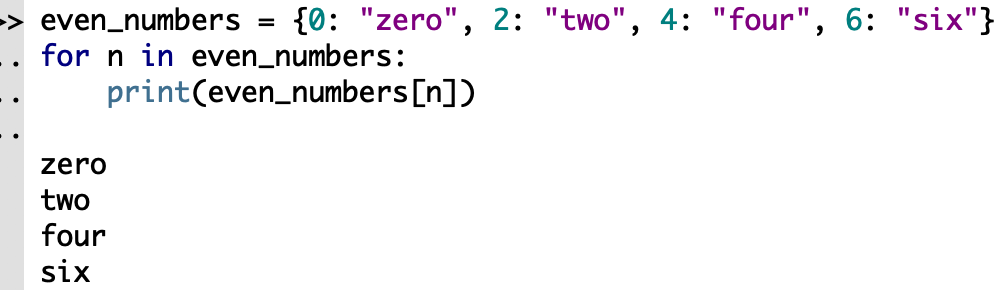 >> even_numbers = {0: "zero", 2: "two", 4: "four", 6: "six"}
.. for n in even_numbers:
..     print(even_numbers[n])
..
zero
two
four
six